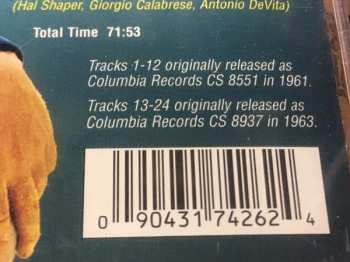 (Hal Shaper, Giorgio Calabrese, Antonio DeVita)
Total Time 71:53
Tracks 1-12 originally released as
Columbia Records CS 8551 in 1961.
Tracks 13-24 originally released as
Columbia Records CS 8937 in 1963.
0 90431 74262 4